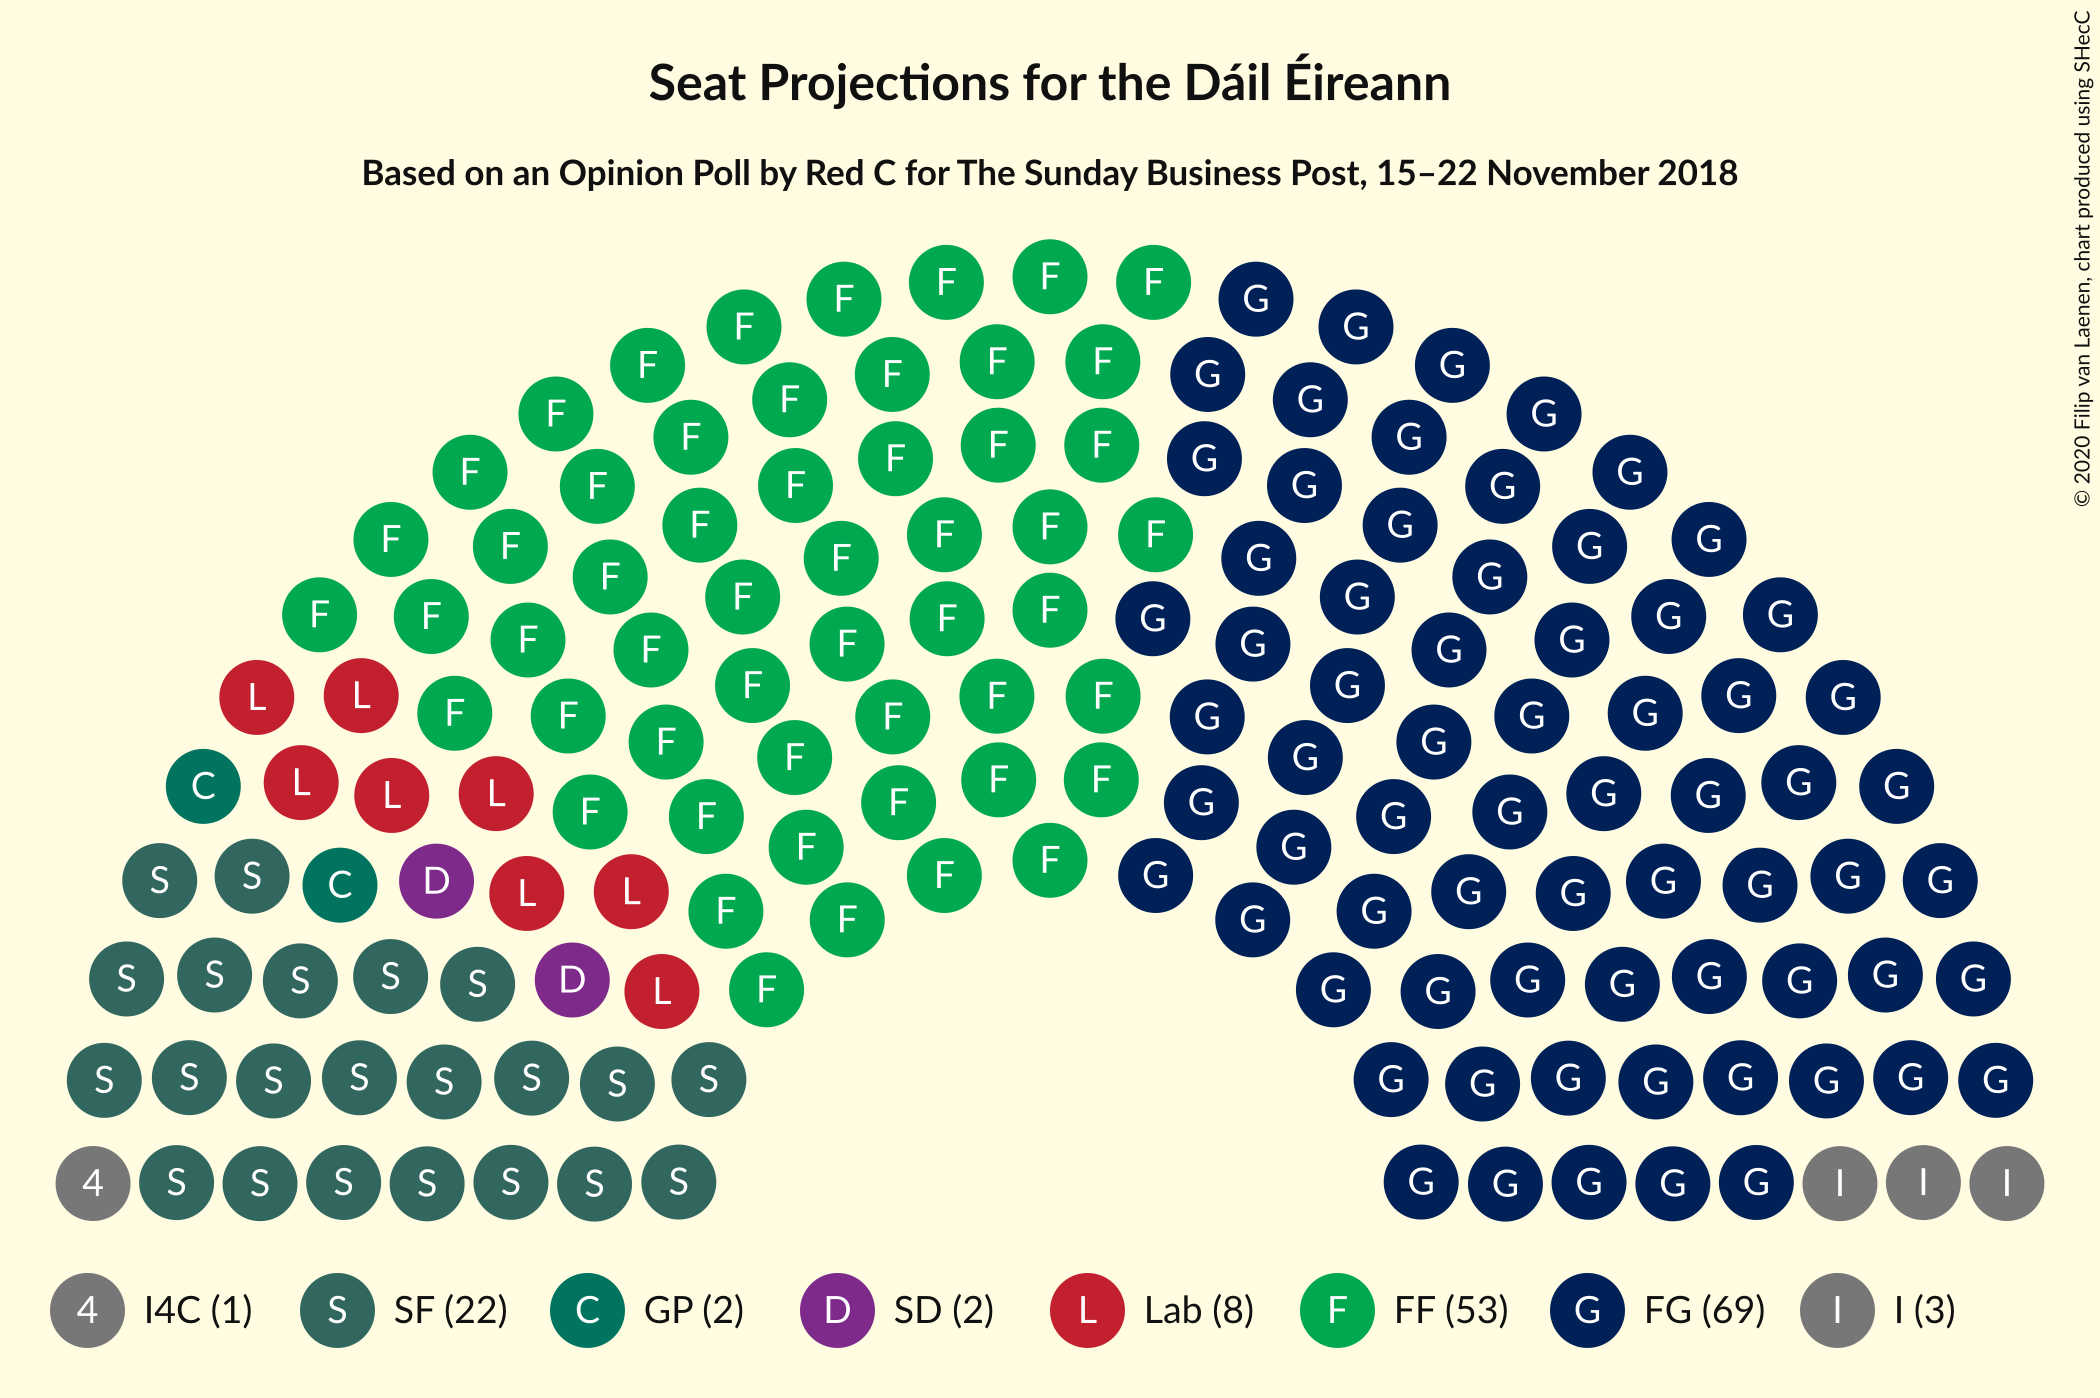 Seat Projections for the Dáil Éireann
Based on an Opinion Poll by Red C for The Sunday Business Post, 15–22 November 2018
© 2020 Filip van Laenen, chart produced using SHecC
F F F
F G
F G
F F F F G G
F F G
F F F F G G G
F F G G
F F F F F G G G
F F G G
F F F F F F G G G G
F F F G G G
F F F F G G G G
L L F F F F F F G G G G G G
C L L L F F F F F F G G G G G G G G
S S C D L L F F F F G G G G G G G G G
S S S S S D L F G G G G G G G G
S S S S S S S S G G G G G G G G
4 S S S S S S S G G G G G I I I
4 I4C (1) S SF (22) C GP (2) D SD (2) L Lab (8) F FF (53) G FG (69) I I (3)